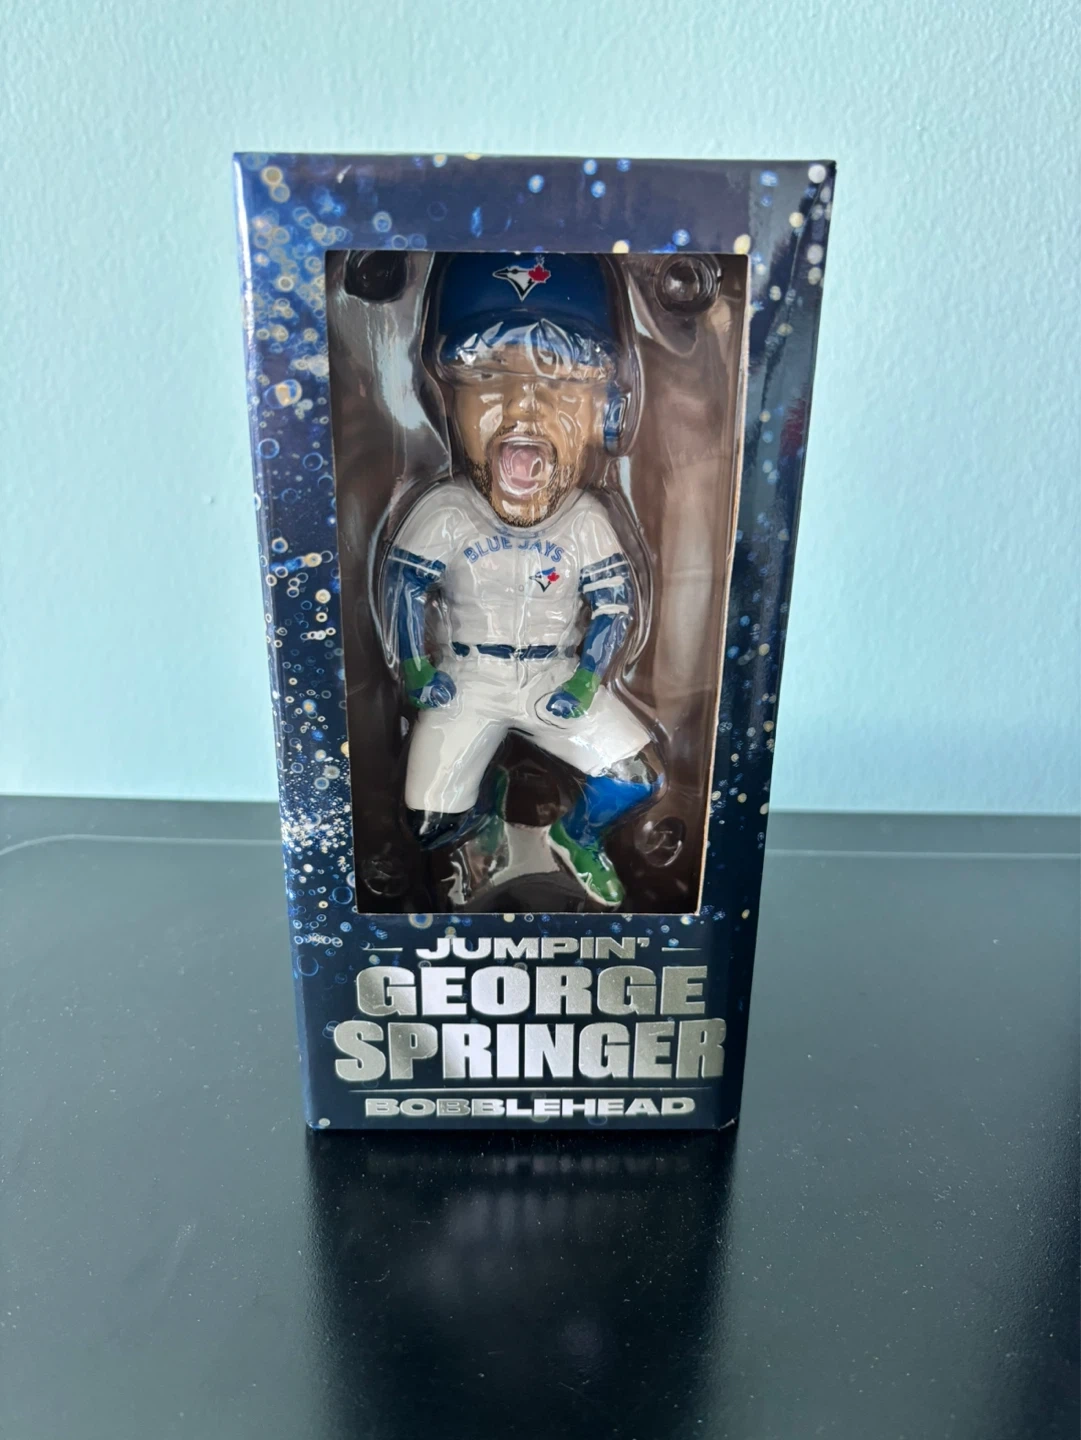 BLUE JAYS
JUMPIN'
GEORGE
SPRINGER
BOBBLEHEAD